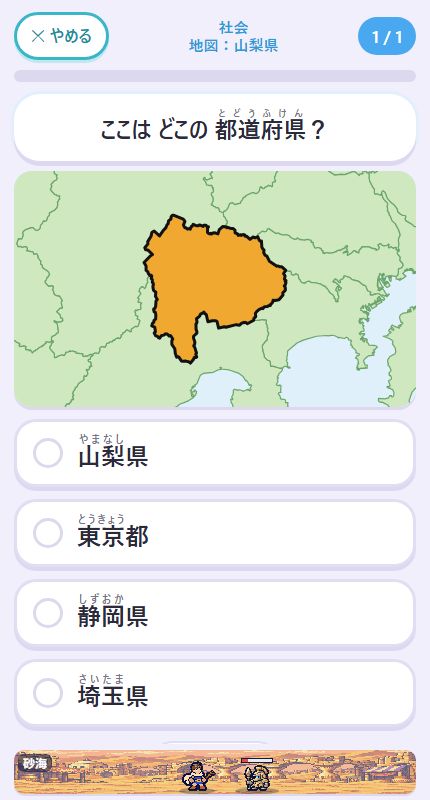 × やめる
社会
地図：山梨県
1 / 1
ここは どこの 都道府県？
とどうふけん
やまなし
山梨県
とうきょう
東京都
しずおか
静岡県
さいたま
埼玉県
砂海